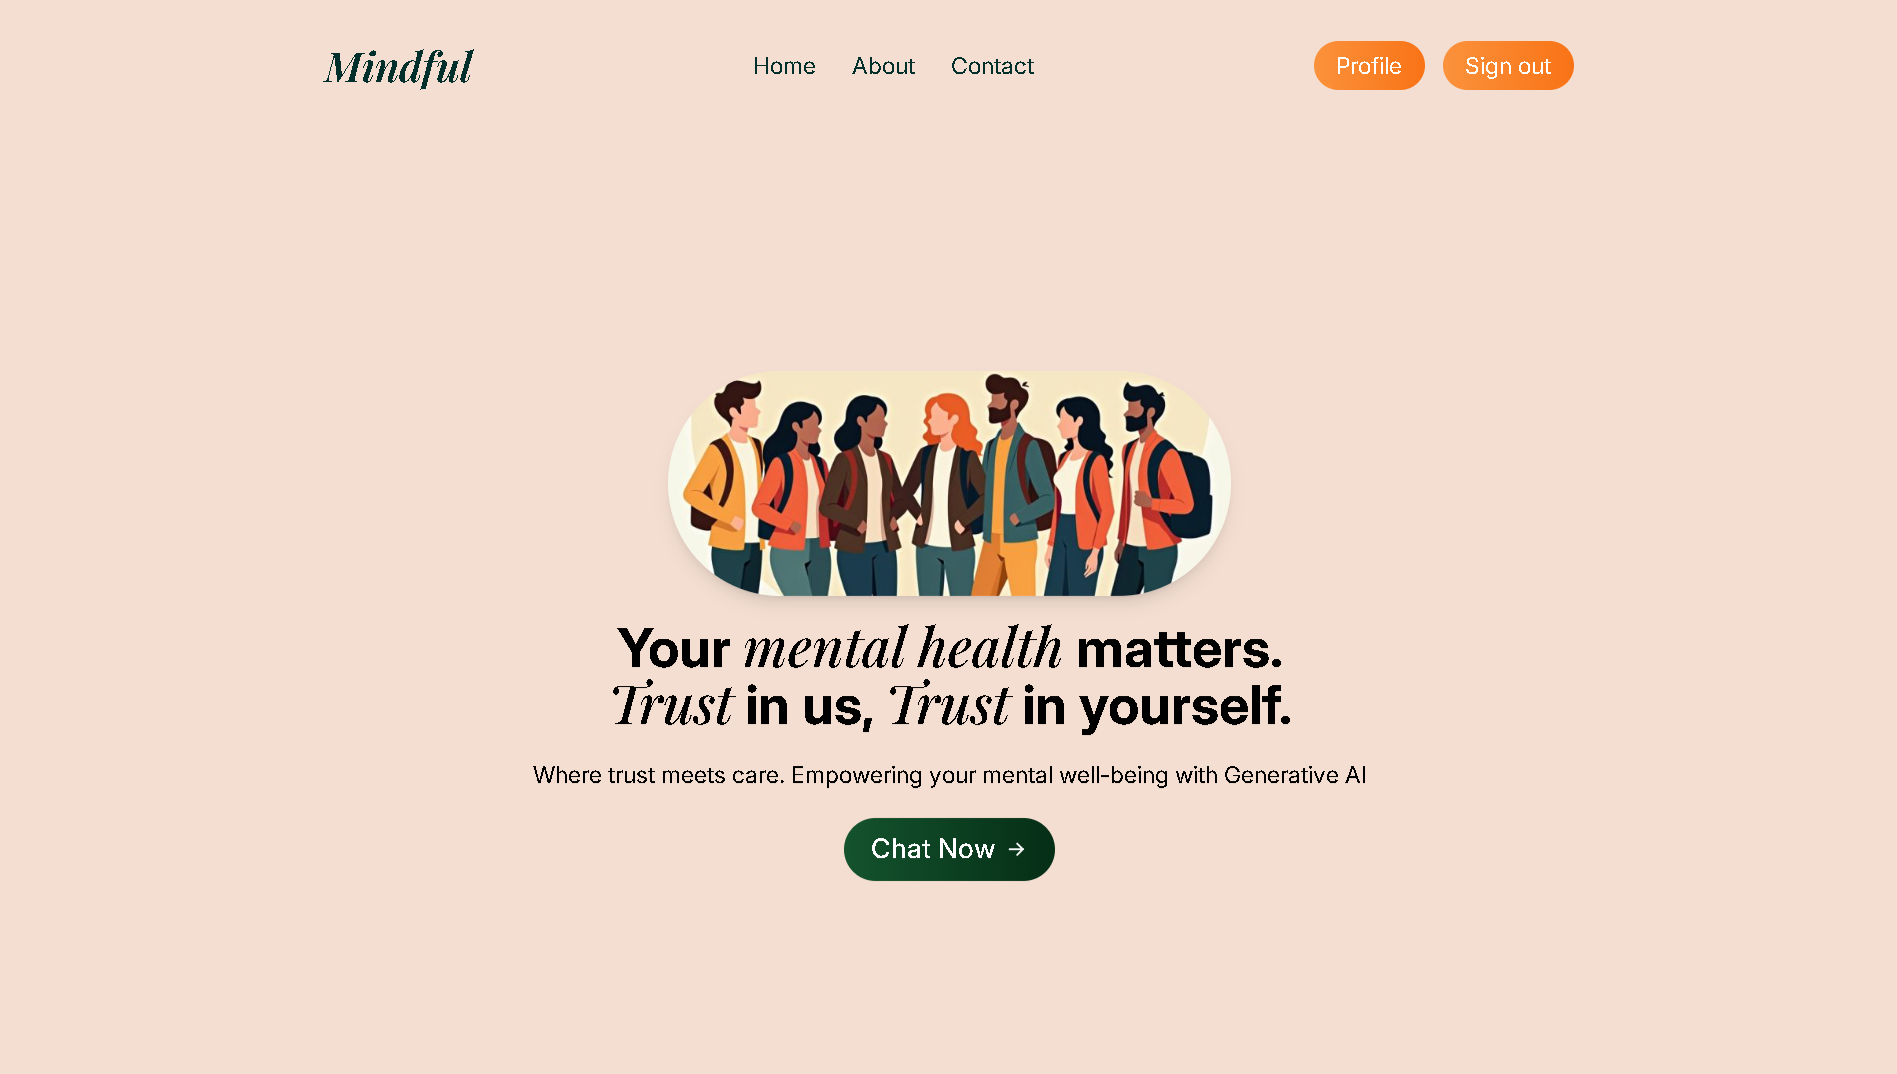 Mindful
Home About Contact
Profile Sign out
Your mental health matters.
Trust in us, Trust in yourself.
Where trust meets care. Empowering your mental well-being with Generative AI
Chat Now →